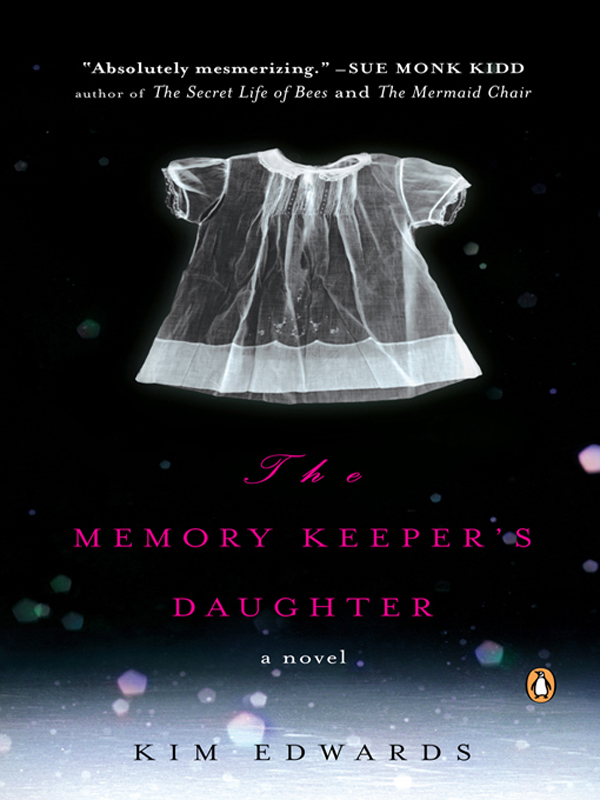 "Absolutely mesmerizing." –SUE MONK KIDD
author of The Secret Life of Bees and The Mermaid Chair
The
MEMORY KEEPER'S
DAUGHTER
a novel
KIM EDWARDS